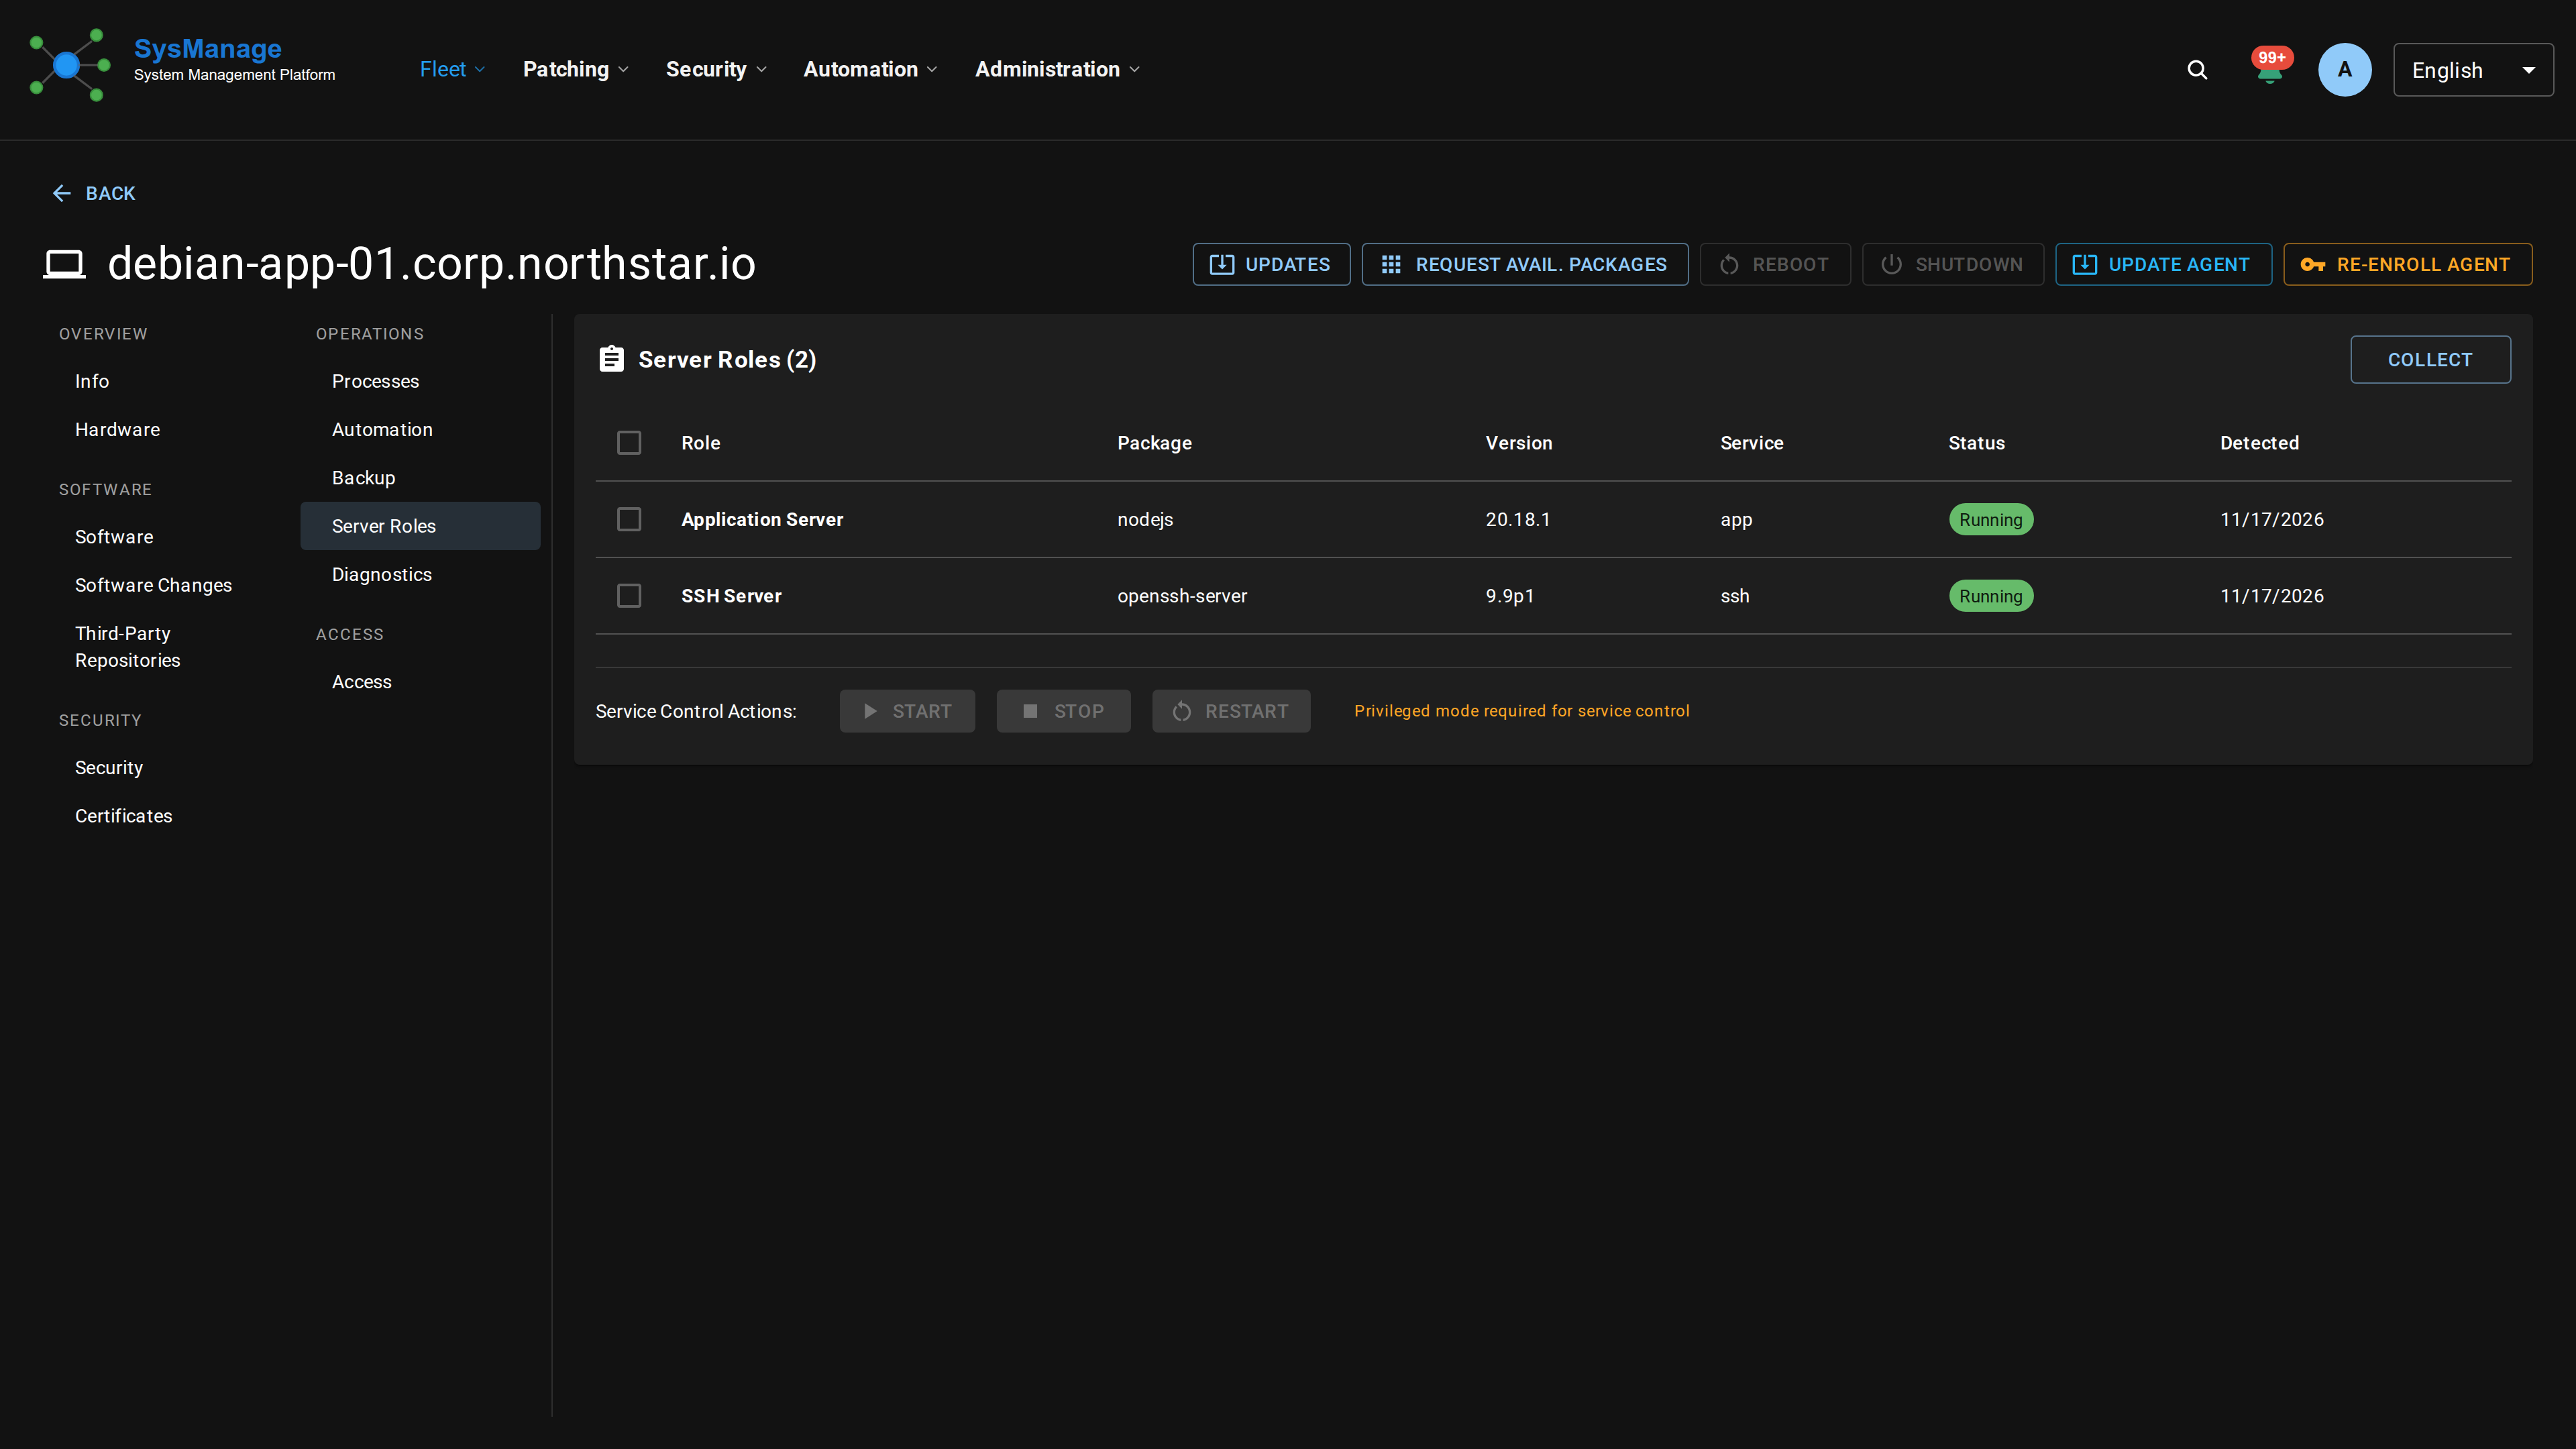 SysManage
System Management Platform
Fleet
Patching
Security
Automation
Administration
99+
A
English
BACK
debian-app-01.corp.northstar.io
UPDATES
REQUEST AVAIL. PACKAGES
REBOOT
SHUTDOWN
UPDATE AGENT
RE-ENROLL AGENT
OVERVIEW
Info
Hardware
SOFTWARE
Software
Software Changes
Third-Party
Repositories
SECURITY
Security
Certificates
OPERATIONS
Processes
Automation
Backup
Server Roles
Diagnostics
ACCESS
Access
Server Roles (2)
COLLECT
Role Package Version Service Status Detected
Application Server nodejs 20.18.1 app Running 11/17/2026
SSH Server openssh-server 9.9p1 ssh Running 11/17/2026
Service Control Actions: START STOP RESTART Privileged mode required for service control